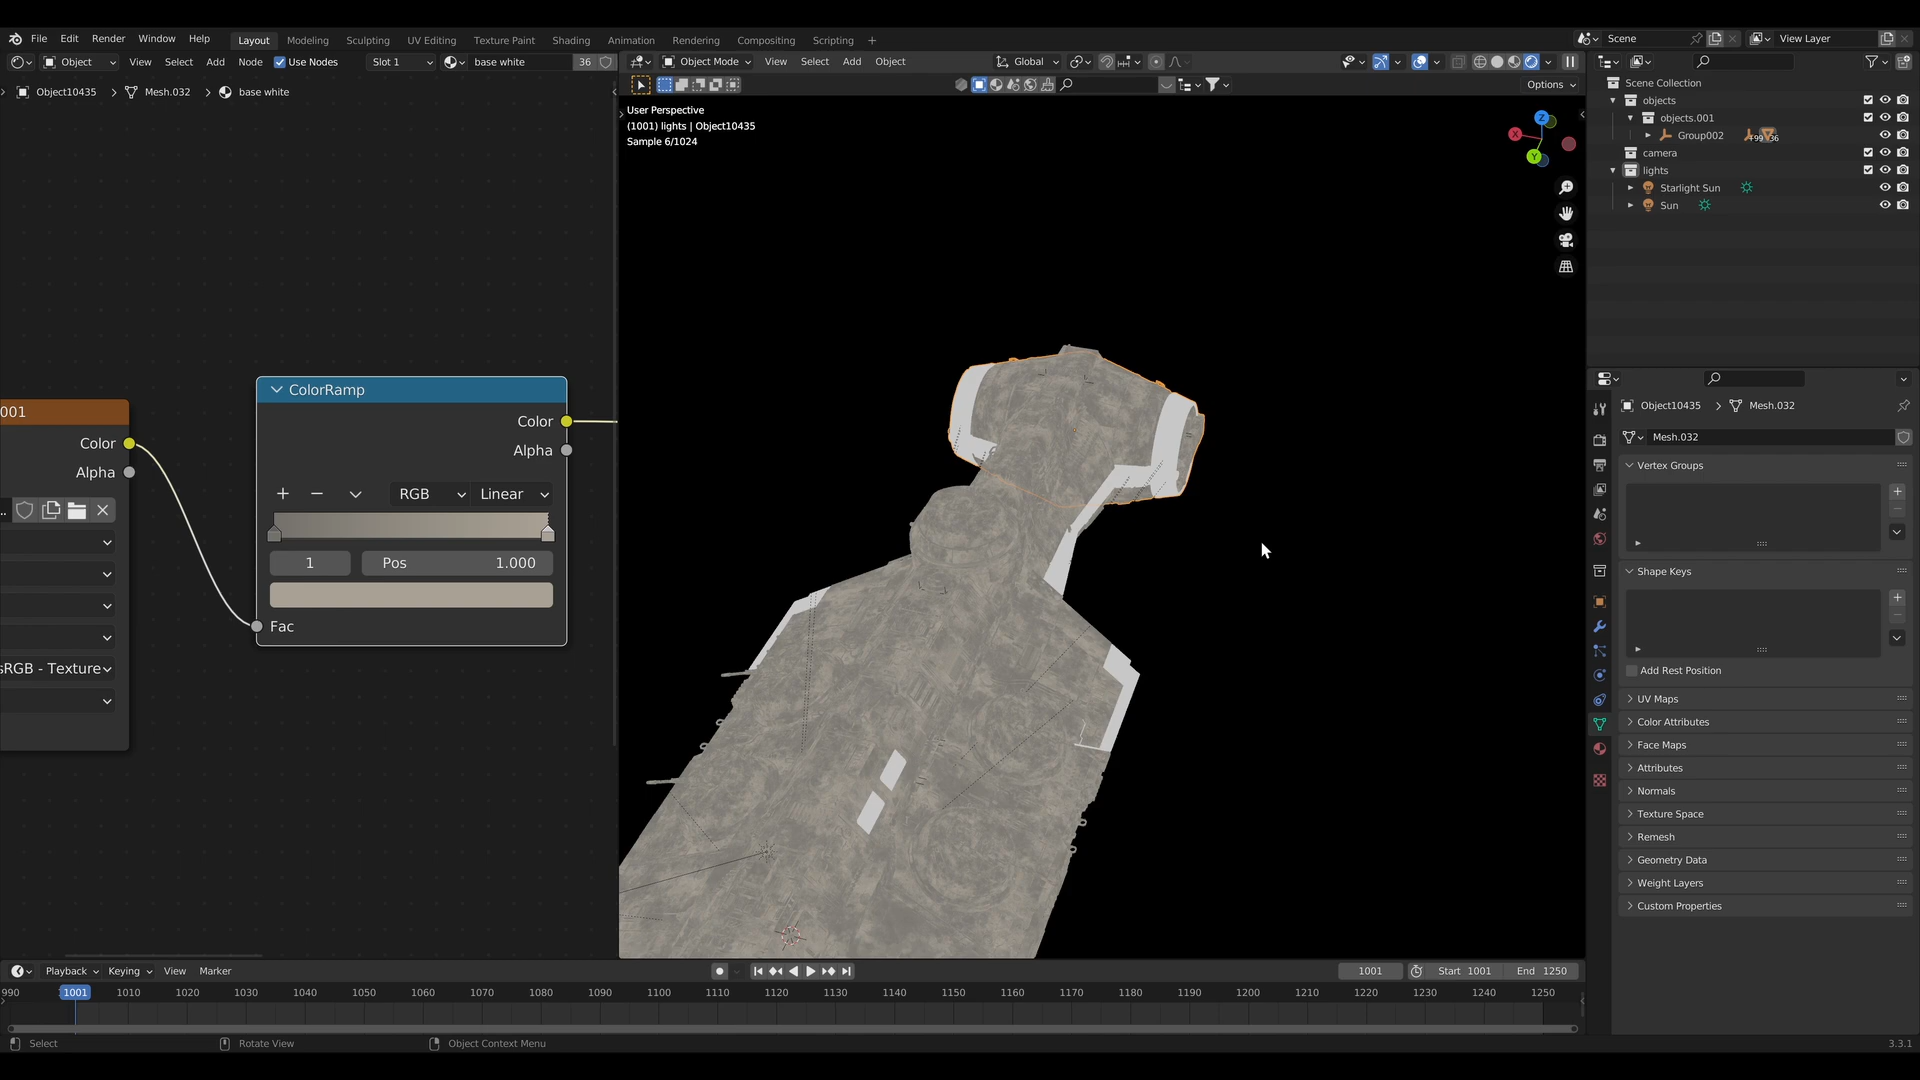 File Edit Render Window Help Layout Modeling Sculpting UV Editing Texture Paint Shading Animation Rendering Compositing Scripting + Scene View Layer
Object View Select Add Node Use Nodes Slot 1 base white 36 Object Mode View Select Add Object Global
Object10435 > Mesh.032 > base white
Options
User Perspective
(1001) lights | Object10435
Sample 6/1024
Z
X
Y
Scene Collection
objects
objects.001
Group002
camera
lights
Starlight Sun
Sun
001
Color
Alpha
sRGB - Texture
ColorRamp
Color
Alpha
RGB Linear
1 Pos 1.000
Fac
Object10435 > Mesh.032
Mesh.032
Vertex Groups
Shape Keys
Add Rest Position
UV Maps
Color Attributes
Face Maps
Attributes
Normals
Texture Space
Remesh
Geometry Data
Weight Layers
Custom Properties
Playback Keying View Marker 1001 Start 1001 End 1250
990 1001 1010 1020 1030 1040 1050 1060 1070 1080 1090 1100 1110 1120 1130 1140 1150 1160 1170 1180 1190 1200 1210 1220 1230 1240 1250
Select Rotate View Object Context Menu 3.3.1